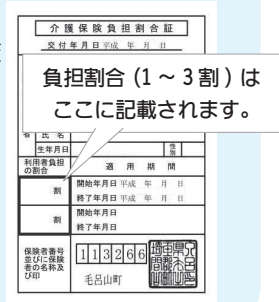 介護保険負担割合証
交付年月日 平成 年 月 日
負担割合(1～3割)は
ここに記載されます。
者 氏名
生年月日 性別
利用者負担の割合 適用期間
割 開始年月日 平成 年 月 日
終了年月日 平成 年 月 日
割 開始年月日
終了年月日
保険者番号並びに保険者の名称及び印 113266
毛呂山町